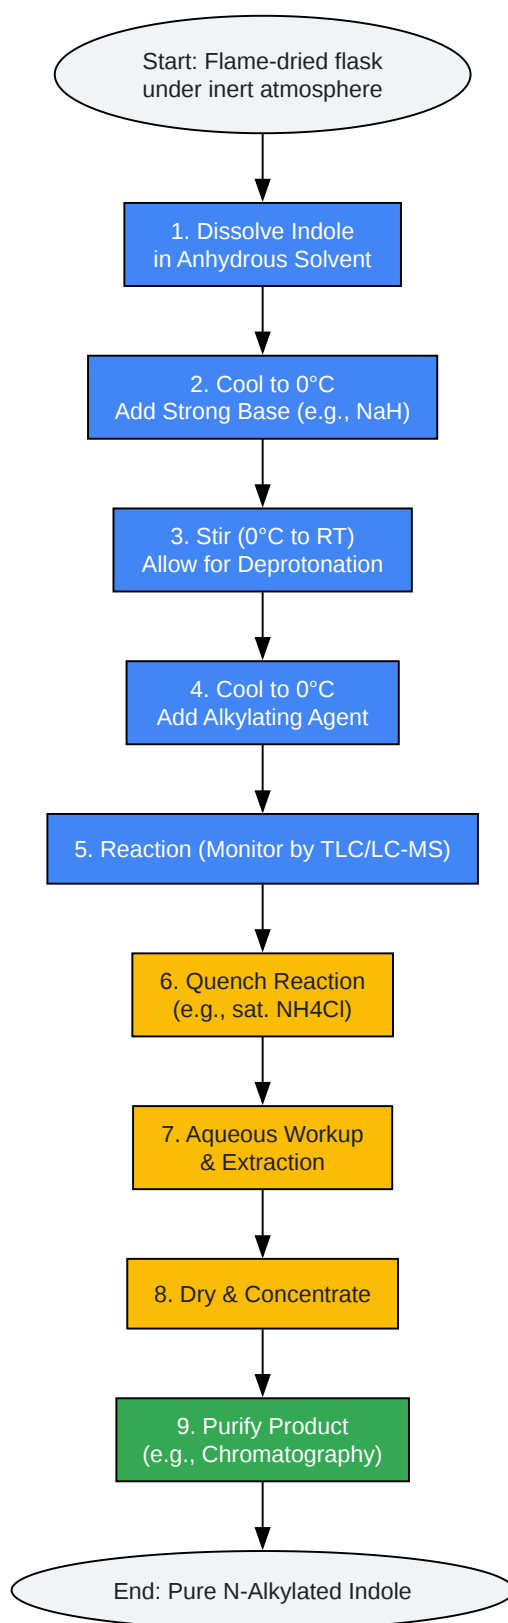 Start: Flame-dried flask
under inert atmosphere
1. Dissolve Indole
in Anhydrous Solvent
2. Cool to 0°C
Add Strong Base (e.g., NaH)
3. Stir (0°C to RT)
Allow for Deprotonation
4. Cool to 0°C
Add Alkylating Agent
5. Reaction (Monitor by TLC/LC-MS)
6. Quench Reaction
(e.g., sat. NH4Cl)
7. Aqueous Workup
& Extraction
8. Dry & Concentrate
9. Purify Product
(e.g., Chromatography)
End: Pure N-Alkylated Indole